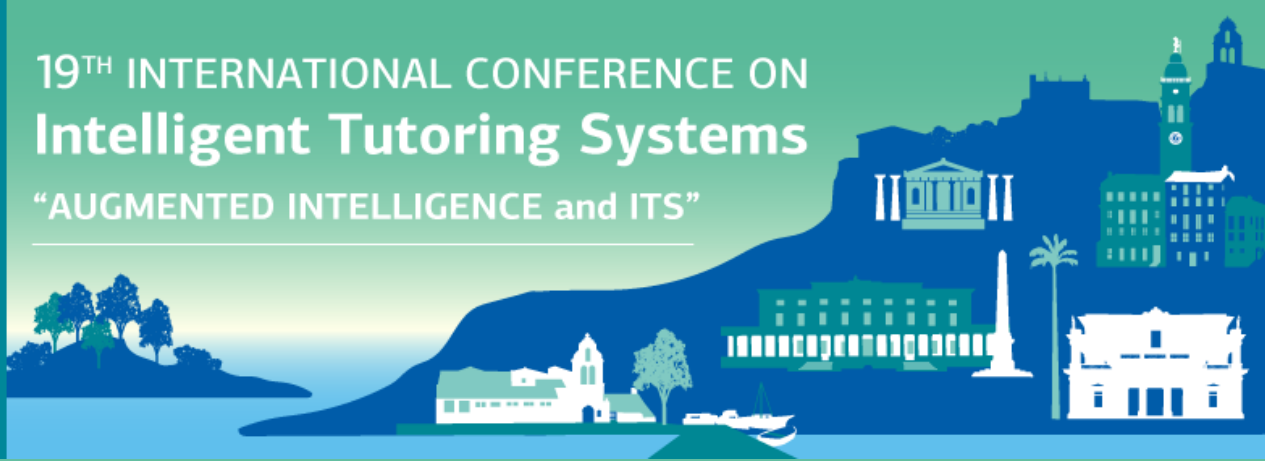 19TH INTERNATIONAL CONFERENCE ON
Intelligent Tutoring Systems
“AUGMENTED INTELLIGENCE and ITS”